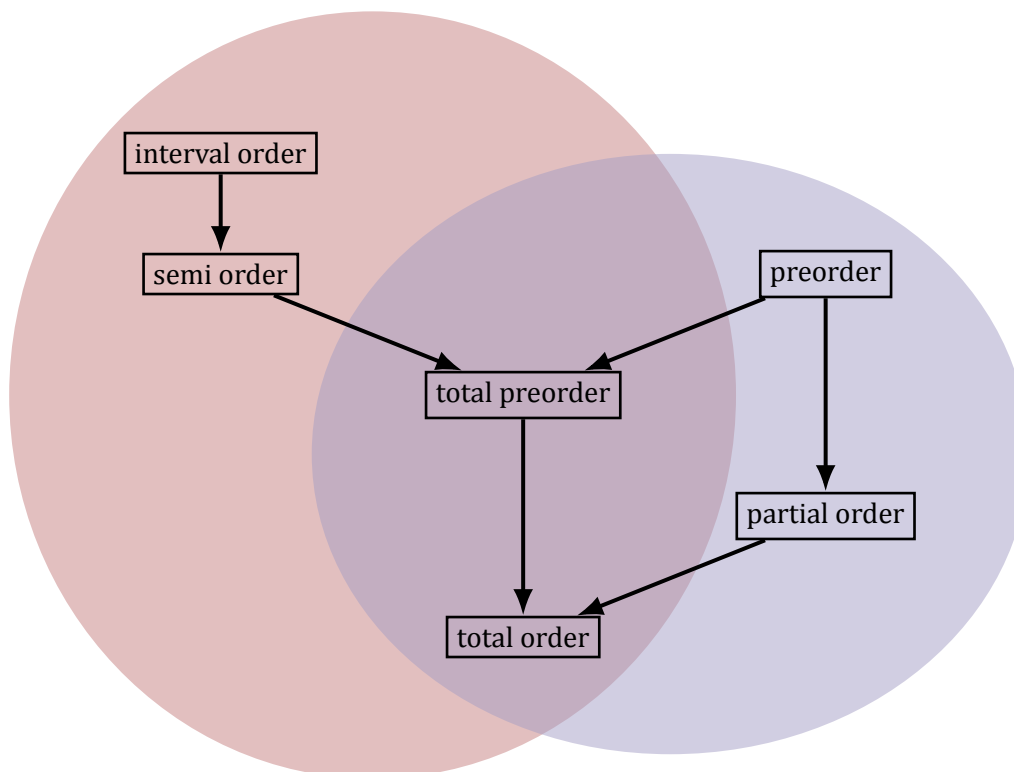 interval order
semi order
preorder
total preorder
partial order
total order